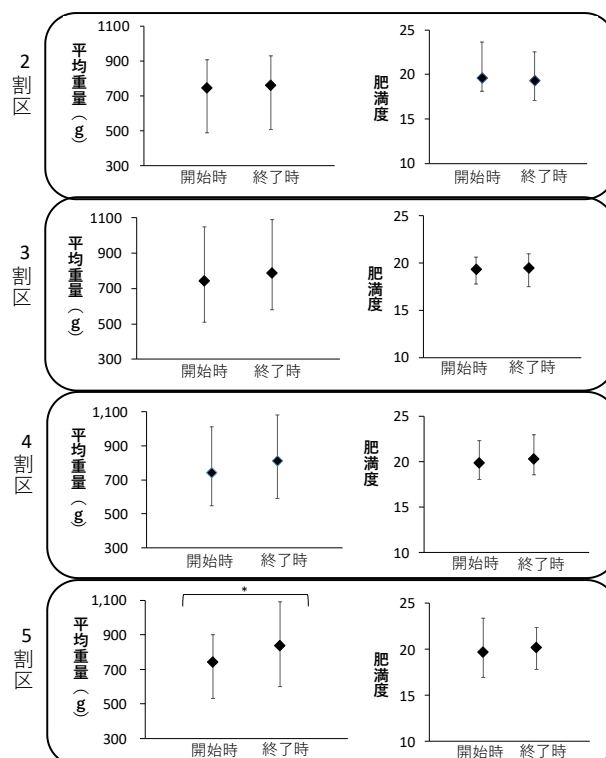 2割区
平均重量（g）
1100
900
700
500
300
開始時 終了時
肥満度
25
20
15
10
開始時 終了時
3割区
平均重量（g）
1100
900
700
500
300
開始時 終了時
肥満度
25
20
15
10
開始時 終了時
4割区
平均重量（g）
1,100
900
700
500
300
開始時 終了時
肥満度
25
20
15
10
開始時 終了時
5割区
平均重量（g）
1,100
900
700
500
300
*
開始時 終了時
肥満度
25
20
15
10
開始時 終了時